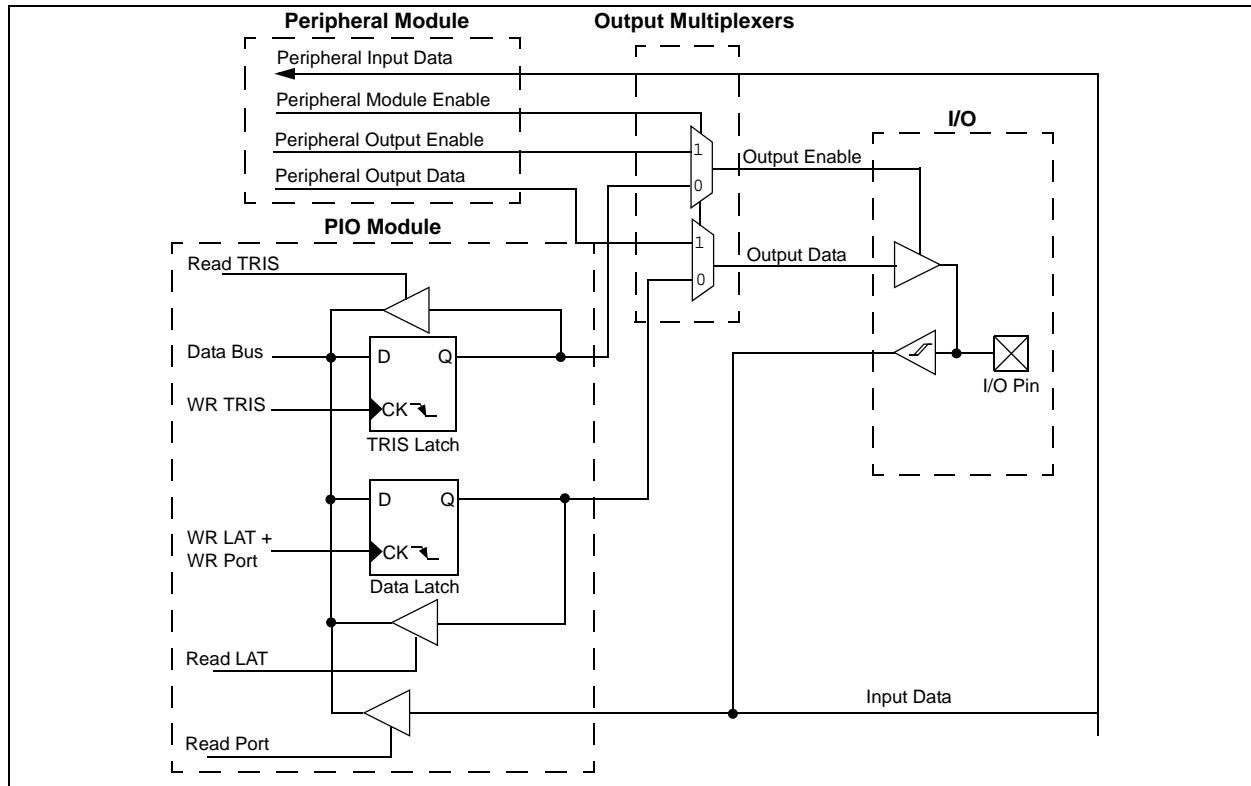 Peripheral Module
Output Multiplexers
Peripheral Input Data
Peripheral Module Enable
Peripheral Output Enable
Peripheral Output Data
1
0
1
0
Output Enable
Output Data
I/O
I/O Pin
PIO Module
Read TRIS
Data Bus
D
Q
WR TRIS
CK
TRIS Latch
D
Q
WR LAT +
WR Port
CK
Data Latch
Read LAT
Input Data
Read Port